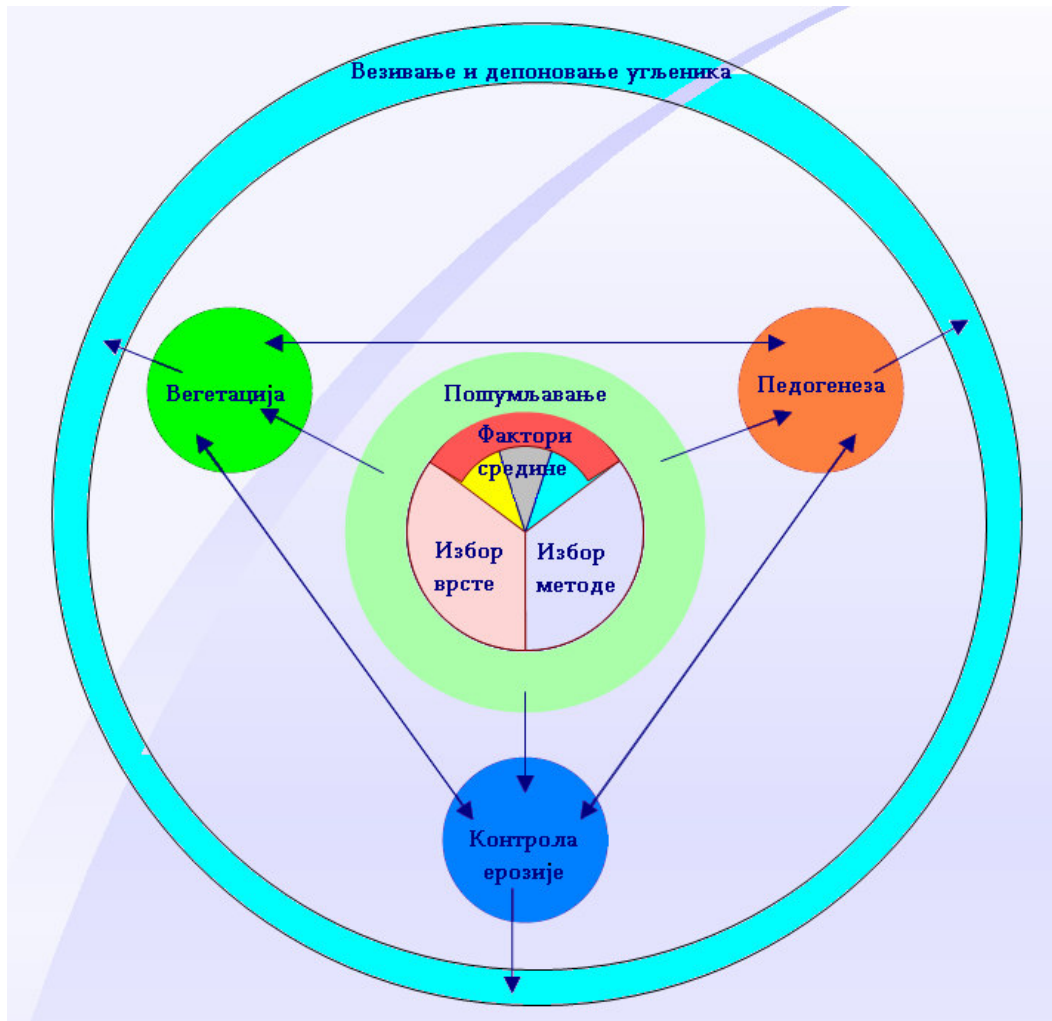 Везивање и депоновање угљеника
Вегетација
Педогенеза
Пошумљавање
Фактори
средине
Избор
врсте
Избор
методе
Контрола
ерозије